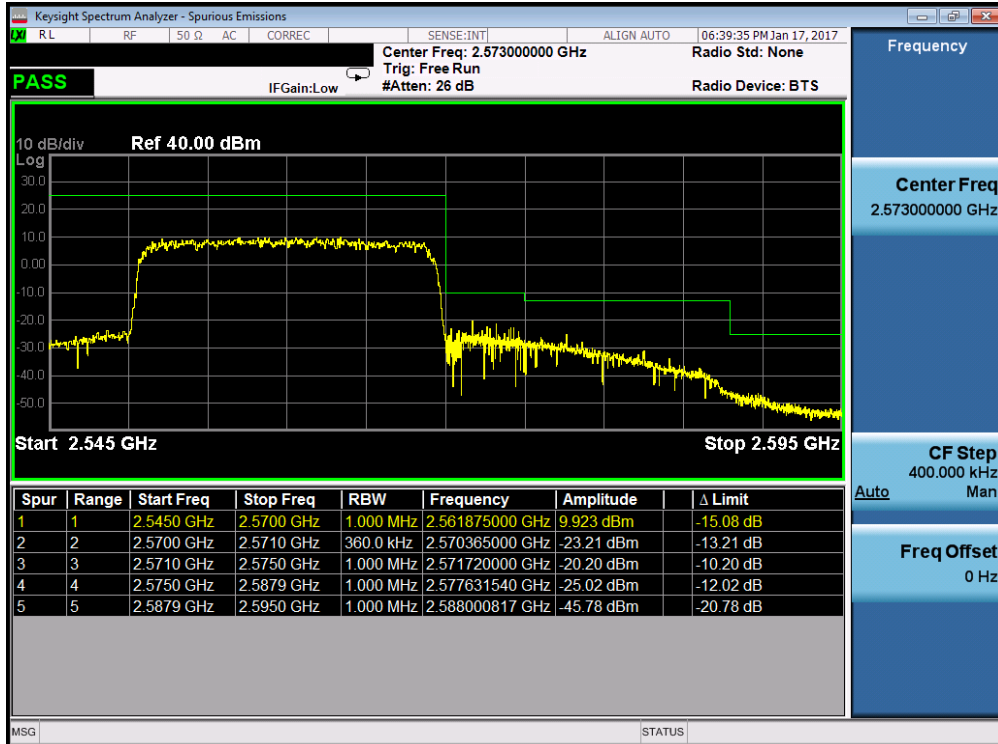 Keysight Spectrum Analyzer - Spurious Emissions
LXI RL RF 50 Ω AC CORREC SENSE:INT ALIGN AUTO 06:39:35 PM Jan 17, 2017
Center Freq: 2.573000000 GHz Radio Std: None
Trig: Free Run
PASS IFGain:Low #Atten: 26 dB Radio Device: BTS
10 dB/div Ref 40.00 dBm
Log
30.0
20.0
10.0
0.00
-10.0
-20.0
-30.0
-40.0
-50.0
Start 2.545 GHz Stop 2.595 GHz
Spur Range Start Freq Stop Freq RBW Frequency Amplitude Δ Limit
1 1 2.5450 GHz 2.5700 GHz 1.000 MHz 2.561875000 GHz 9.923 dBm -15.08 dB
2 2 2.5700 GHz 2.5710 GHz 360.0 kHz 2.570365000 GHz -23.21 dBm -13.21 dB
3 3 2.5710 GHz 2.5750 GHz 1.000 MHz 2.571720000 GHz -20.20 dBm -10.20 dB
4 4 2.5750 GHz 2.5879 GHz 1.000 MHz 2.577631540 GHz -25.02 dBm -12.02 dB
5 5 2.5879 GHz 2.5950 GHz 1.000 MHz 2.588000817 GHz -45.78 dBm -20.78 dB
MSG STATUS
Frequency
Center Freq
2.573000000 GHz
CF Step
400.000 kHz
Auto Man
Freq Offset
0 Hz